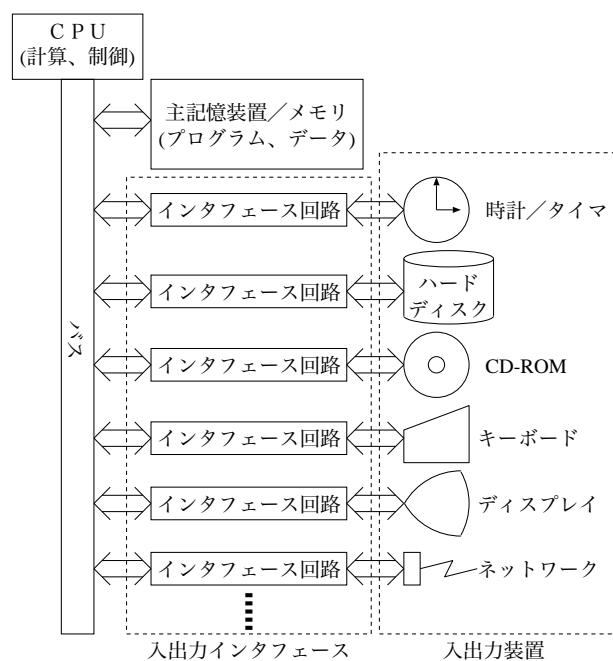 ＣＰＵ
(計算、制御)
主記憶装置／メモリ
(プログラム、データ)
インタフェース回路
時計／タイマ
インタフェース回路
ハード
ディスク
バス
インタフェース回路
CD-ROM
インタフェース回路
キーボード
インタフェース回路
ディスプレイ
インタフェース回路
ネットワーク
入出力インタフェース
入出力装置